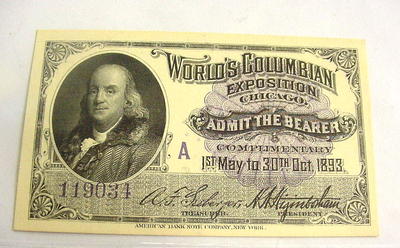 WORLD'S COLUMBIAN
EXPOSITION
CHICAGO.
ADMIT THE BEARER
COMPLIMENTARY
1ST May to 30TH Oct. 1893.
A
119034
TREASURER.
PRESIDENT
AMERICAN BANK NOTE COMPANY, NEW YORK.